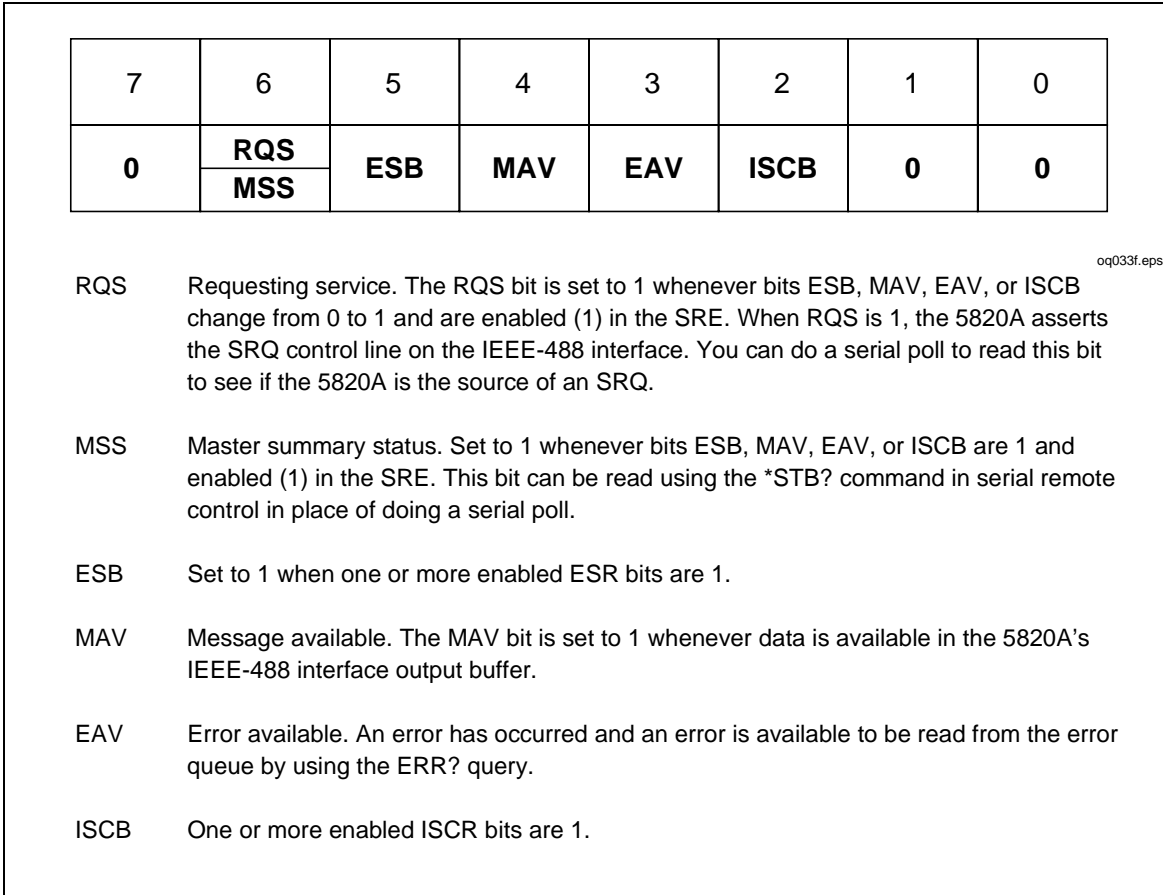 7 6 5 4 3 2 1 0
0 RQS MSS ESB MAV EAV ISCB 0 0
oq033f.eps
RQS Requesting service. The RQS bit is set to 1 whenever bits ESB, MAV, EAV, or ISCB
change from 0 to 1 and are enabled (1) in the SRE. When RQS is 1, the 5820A asserts
the SRQ control line on the IEEE-488 interface. You can do a serial poll to read this bit
to see if the 5820A is the source of an SRQ.
MSS Master summary status. Set to 1 whenever bits ESB, MAV, EAV, or ISCB are 1 and
enabled (1) in the SRE. This bit can be read using the *STB? command in serial remote
control in place of doing a serial poll.
ESB Set to 1 when one or more enabled ESR bits are 1.
MAV Message available. The MAV bit is set to 1 whenever data is available in the 5820A’s
IEEE-488 interface output buffer.
EAV Error available. An error has occurred and an error is available to be read from the error
queue by using the ERR? query.
ISCB One or more enabled ISCR bits are 1.